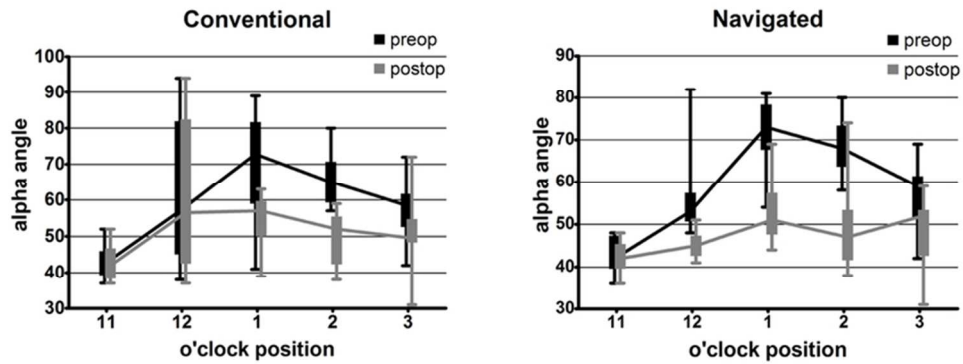 Conventional
preop
postop
100
90
80
70
60
50
40
30
alpha angle
11 12 1 2 3
o'clock position
Navigated
preop
postop
90
80
70
60
50
40
30
alpha angle
11 12 1 2 3
o'clock position